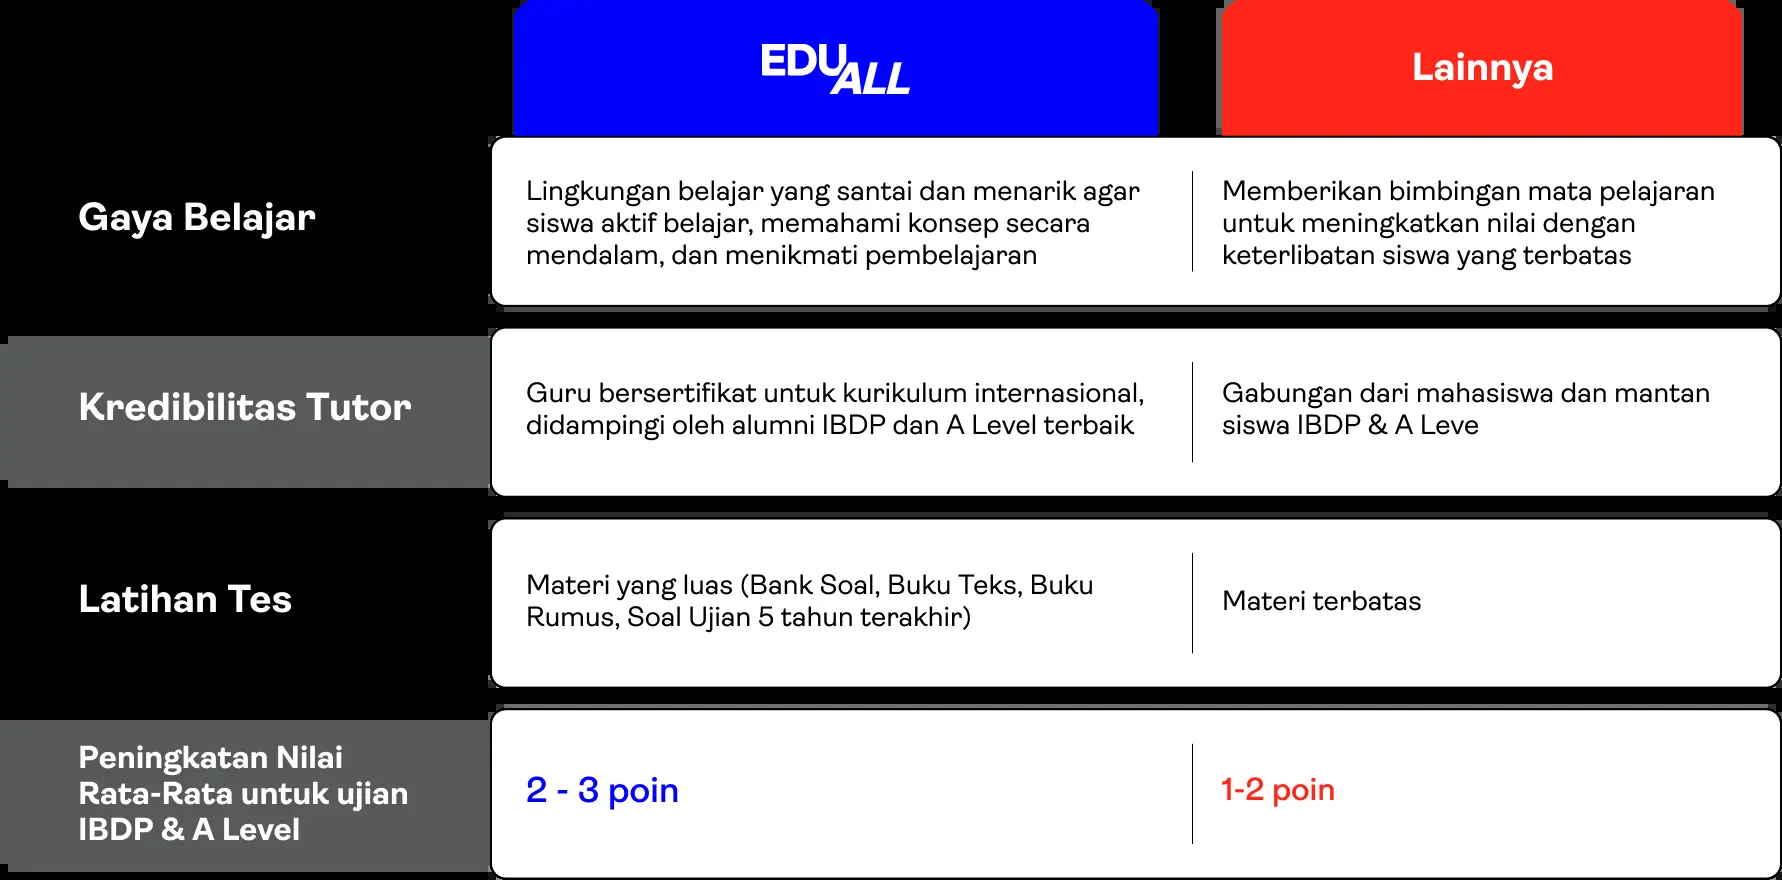 EDU
ALL
Lainnya
Gaya Belajar
Lingkungan belajar yang santai dan menarik agar
siswa aktif belajar, memahami konsep secara
mendalam, dan menikmati pembelajaran
Memberikan bimbingan mata pelajaran
untuk meningkatkan nilai dengan
keterlibatan siswa yang terbatas
Kredibilitas Tutor
Guru bersertifikat untuk kurikulum internasional,
didampingi oleh alumni IBDP dan A Level terbaik
Gabungan dari mahasiswa dan mantan
siswa IBDP & A Leve
Latihan Tes
Materi yang luas (Bank Soal, Buku Teks, Buku
Rumus, Soal Ujian 5 tahun terakhir)
Materi terbatas
Peningkatan Nilai
Rata-Rata untuk ujian
IBDP & A Level
2 - 3 poin
1-2 poin